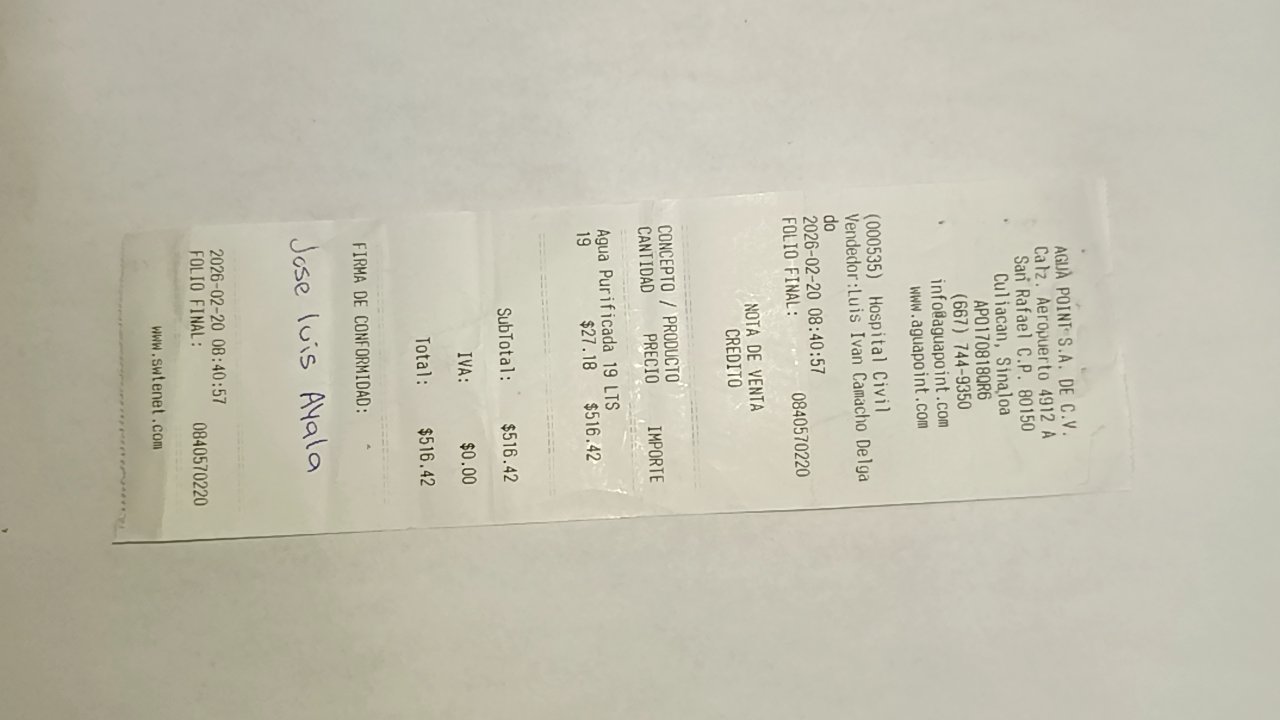 AGUA POINT S.A. DE C.V.
Calz. Aeropuerto 4912 A
San Rafael C.P. 80150
Culiacan, Sinaloa
APO170818QR6
(667) 744-9350
info@aguapoint.com
www.aguapoint.com
(000535) Hospital Civil
Vendedor:Luis Ivan Camacho Delga
do
2026-02-20 08:40:57
FOLIO FINAL: 0840570220
NOTA DE VENTA
CREDITO
CONCEPTO / PRODUCTO
CANTIDAD PRECIO IMPORTE
Agua Purificada 19 LTS
19 $27.18 $516.42
SubTotal: $516.42
IVA: $0.00
Total: $516.42
FIRMA DE CONFORMIDAD:
Jose luis Ayala
2026-02-20 08:40:57
FOLIO FINAL: 0840570220
www.swtenet.com